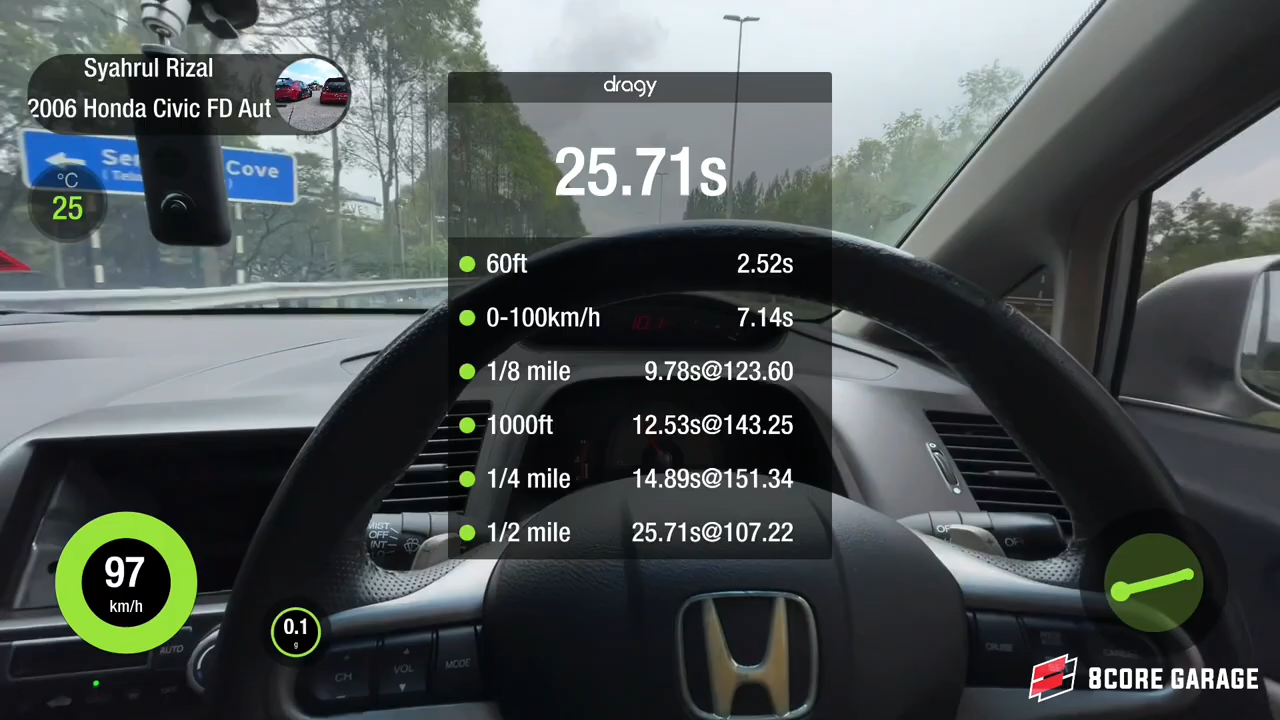 Syahrul Rizal
2006 Honda Civic FD Aut
dragy
25.71s
Cove
°C
25
60ft 2.52s
0-100km/h 7.14s
1/8 mile 9.78s@123.60
1000ft 12.53s@143.25
1/4 mile 14.89s@151.34
1/2 mile 25.71s@107.22
MIST
OFF
INT
97
km/h
0.1
g
AUTO
CH
VOL
MODE
CRUISE
8CORE GARAGE